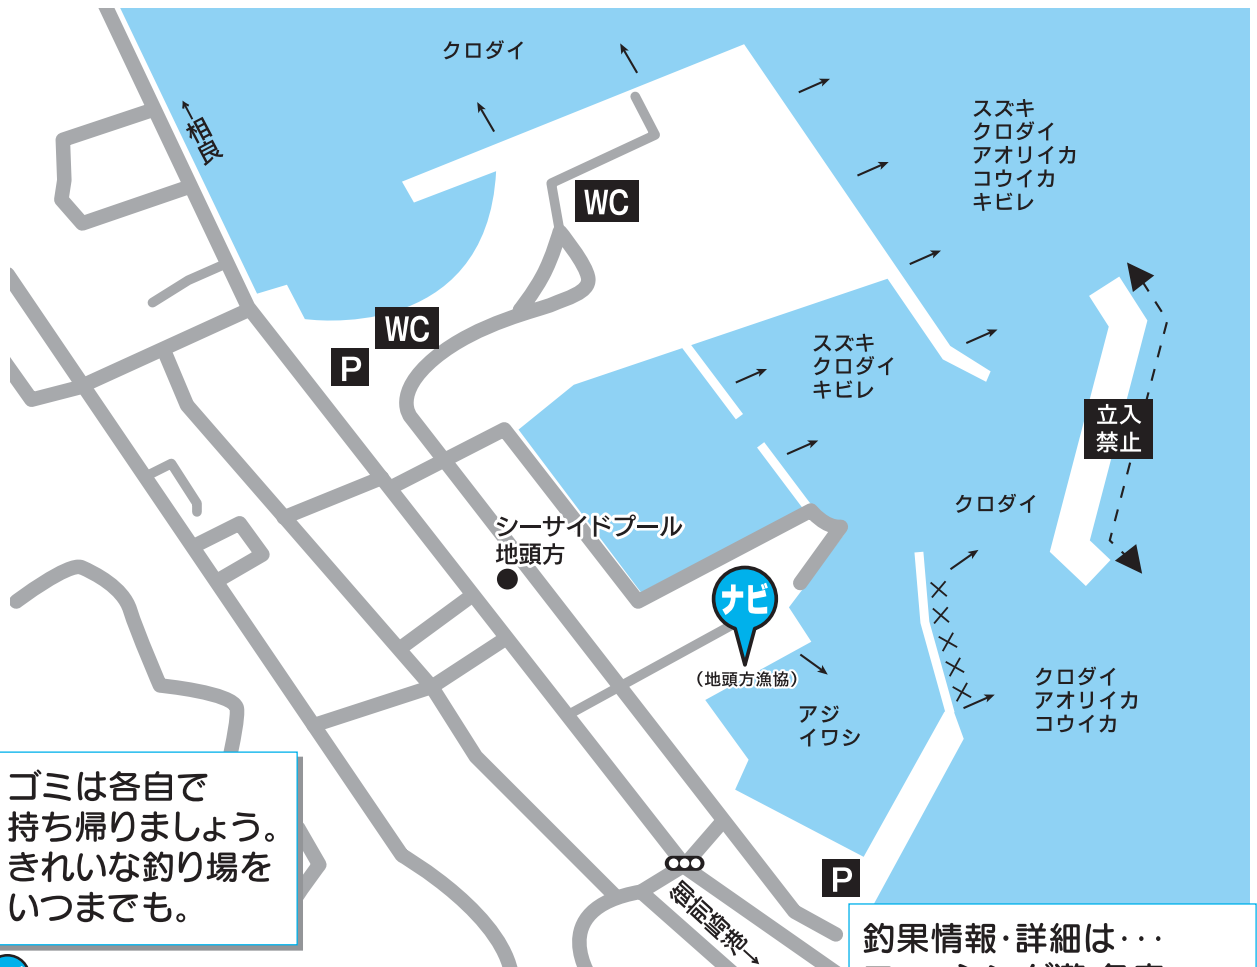 クロダイ
相良
スズキ
クロダイ
アオリイカ
コウイカ
キビレ
WC
WC
P
スズキ
クロダイ
キビレ
立入
禁止
クロダイ
シーサイドプール
地頭方
ナビ
(地頭方漁協)
アジ
イワシ
クロダイ
アオリイカ
コウイカ
ゴミは各自で
持ち帰りましょう。
きれいな釣り場を
いつまでも。
P
御前崎港
釣果情報・詳細は・・・